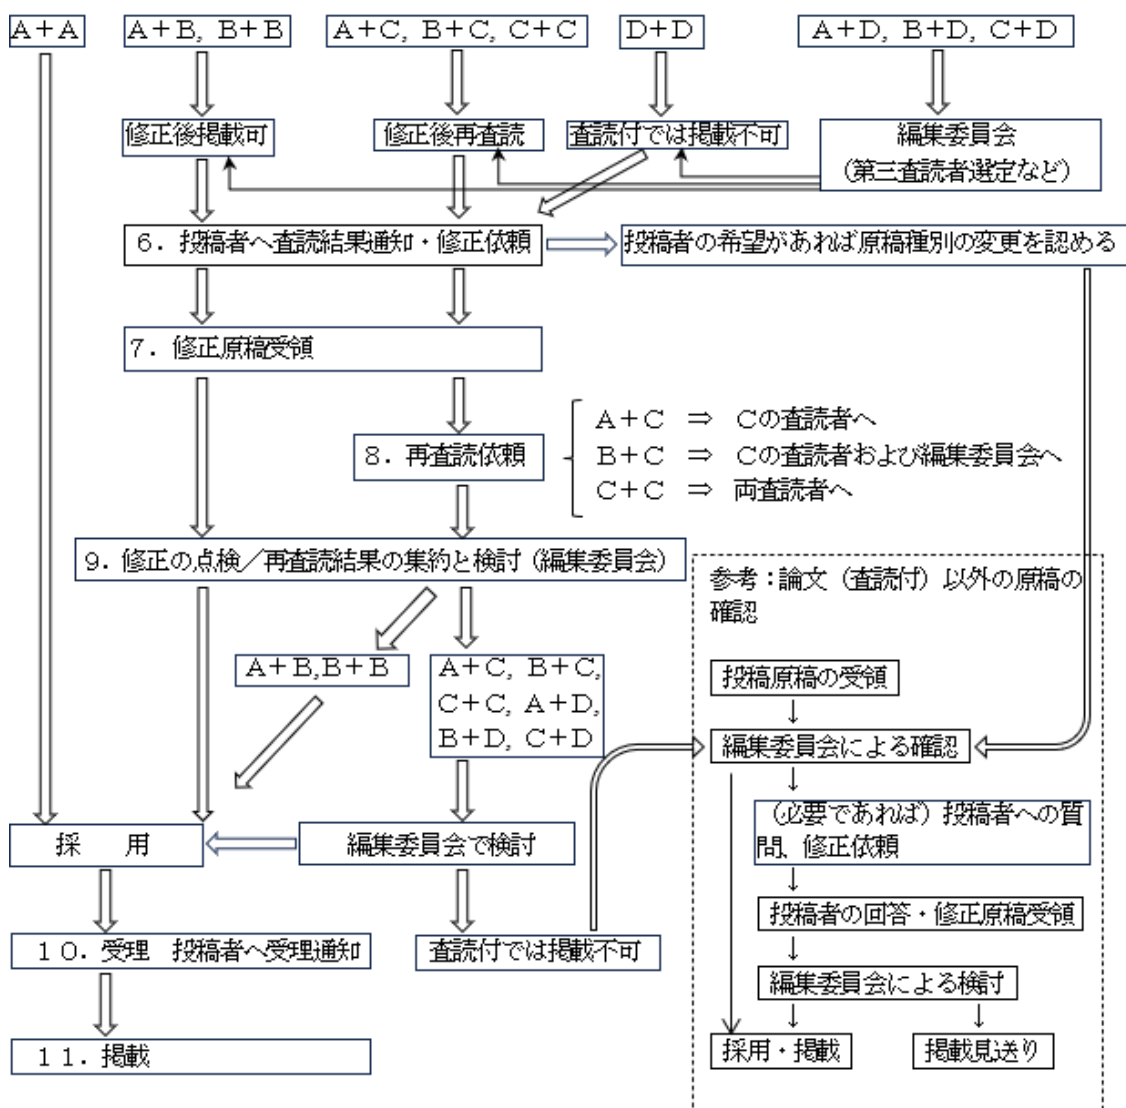 A＋A
A＋B, B＋B
A＋C, B＋C, C＋C
D＋D
A＋D, B＋D, C＋D
修正後掲載可
修正後再査読
査読付では掲載不可
編集委員会
（第三査読者選定など）
６．投稿者へ査読結果通知・修正依頼
投稿者の希望があれば原稿種別の変更を認める
７．修正原稿受領
８．再査読依頼
A＋C ⇒ Cの査読者へ
B＋C ⇒ Cの査読者および編集委員会へ
C＋C ⇒ 両査読者へ
９．修正の点検／再査読結果の集約と検討（編集委員会）
A＋B,B＋B
A＋C, B＋C,
C＋C, A＋D,
B＋D, C＋D
採　用
編集委員会で検討
１０．受理　投稿者へ受理通知
査読付では掲載不可
１１．掲載
参考：論文（査読付）以外の原稿の
確認
投稿原稿の受領
編集委員会による確認
（必要であれば）投稿者への質
問、修正依頼
投稿者の回答・修正原稿受領
編集委員会による検討
採用・掲載
掲載見送り